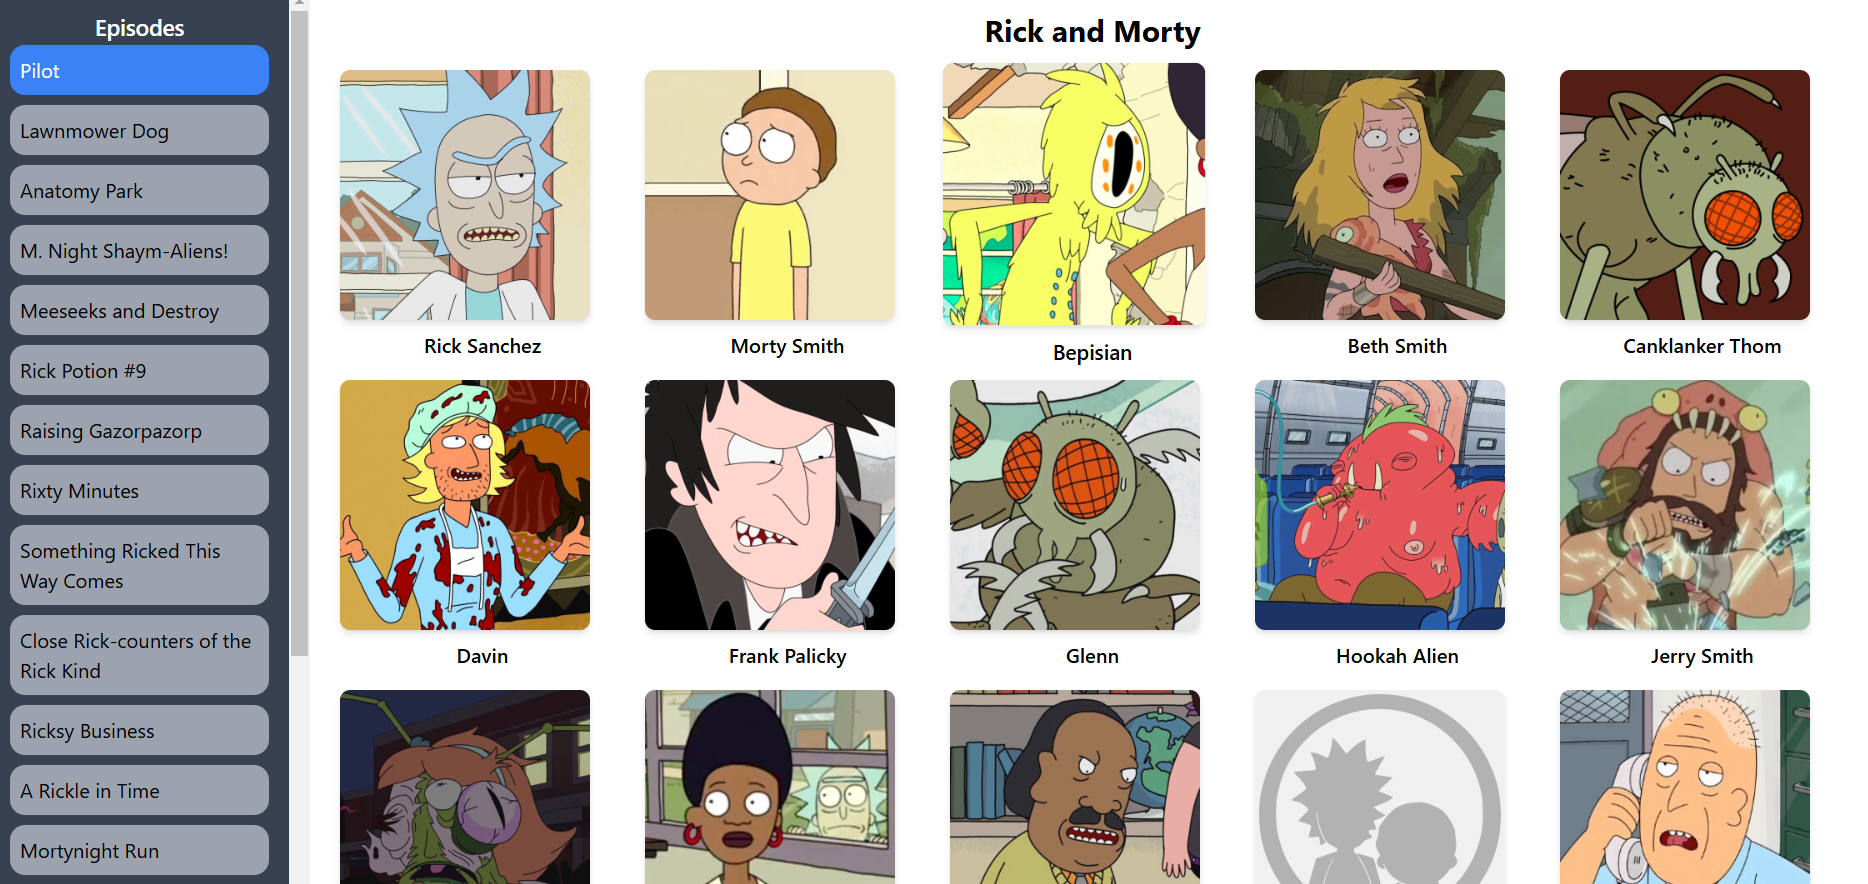 Episodes
Pilot
Lawnmower Dog
Anatomy Park
M. Night Shaym-Aliens!
Meeseeks and Destroy
Rick Potion #9
Raising Gazorpazorp
Rixty Minutes
Something Ricked This
Way Comes
Close Rick-counters of the
Rick Kind
Ricksy Business
A Rickle in Time
Mortynight Run
Rick and Morty
Rick Sanchez
Morty Smith
Bepisian
Beth Smith
Canklanker Thom
Davin
Frank Palicky
Glenn
Hookah Alien
Jerry Smith